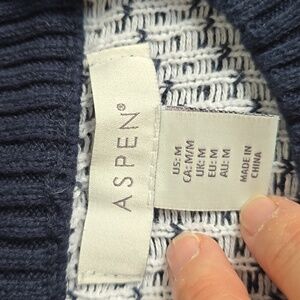 ASPEN®
US: M
CA: M/M
UK: M
EU: M
AU: M
MADE IN
CHINA